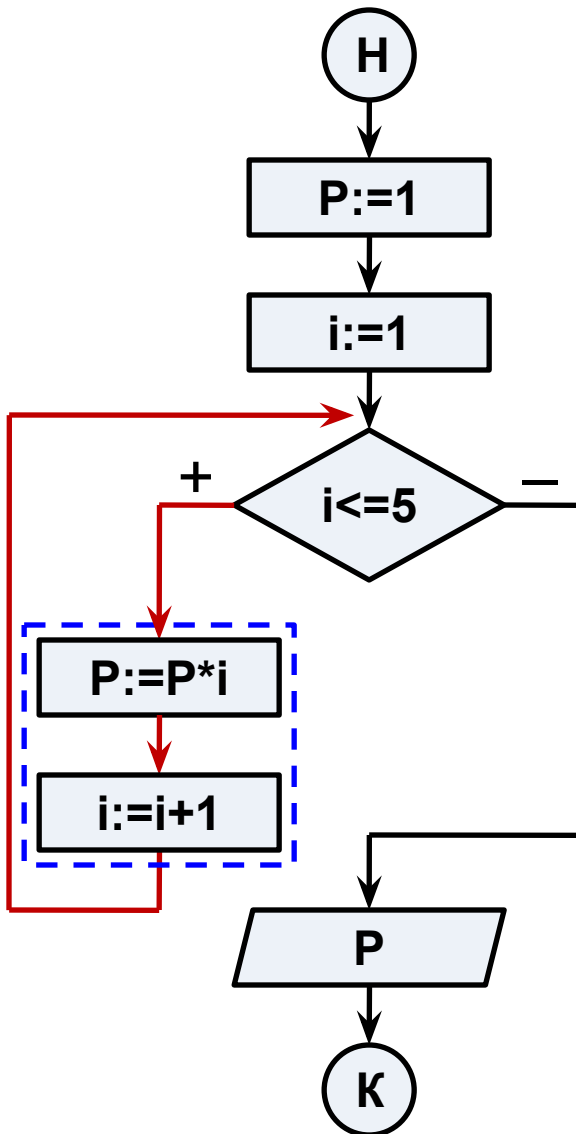 Н
P:=1
i:=1
+
i<=5
–
P:=P*i
i:=i+1
P
К